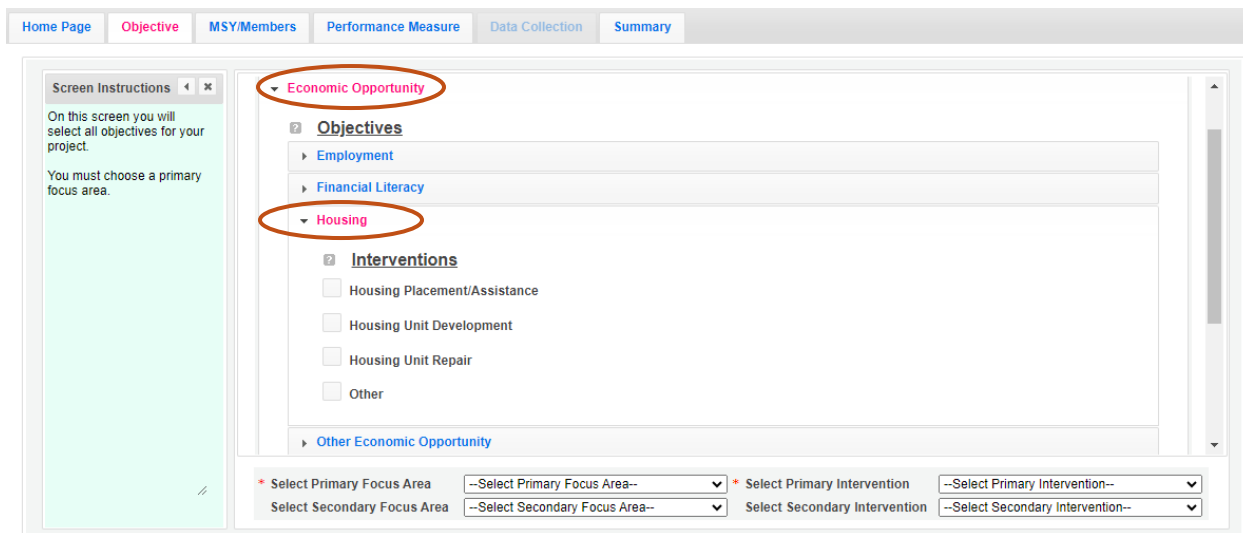 Home Page Objective MSY/Members Performance Measure Data Collection Summary
Screen Instructions
On this screen you will
select all objectives for your
project.
You must choose a primary
focus area.
Economic Opportunity
? Objectives
Employment
Financial Literacy
Housing
? Interventions
Housing Placement/Assistance
Housing Unit Development
Housing Unit Repair
Other
Other Economic Opportunity
* Select Primary Focus Area --Select Primary Focus Area-- * Select Primary Intervention --Select Primary Intervention--
Select Secondary Focus Area --Select Secondary Focus Area-- Select Secondary Intervention --Select Secondary Intervention--